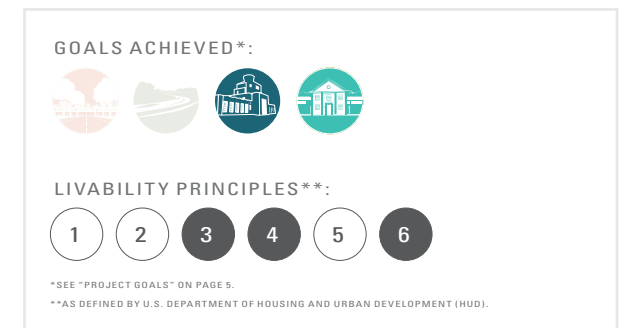 GOALS ACHIEVED*:
LIVABILITY PRINCIPLES**:
1 2 3 4 5 6
*SEE "PROJECT GOALS" ON PAGE 5.
**AS DEFINED BY U.S. DEPARTMENT OF HOUSING AND URBAN DEVELOPMENT (HUD).